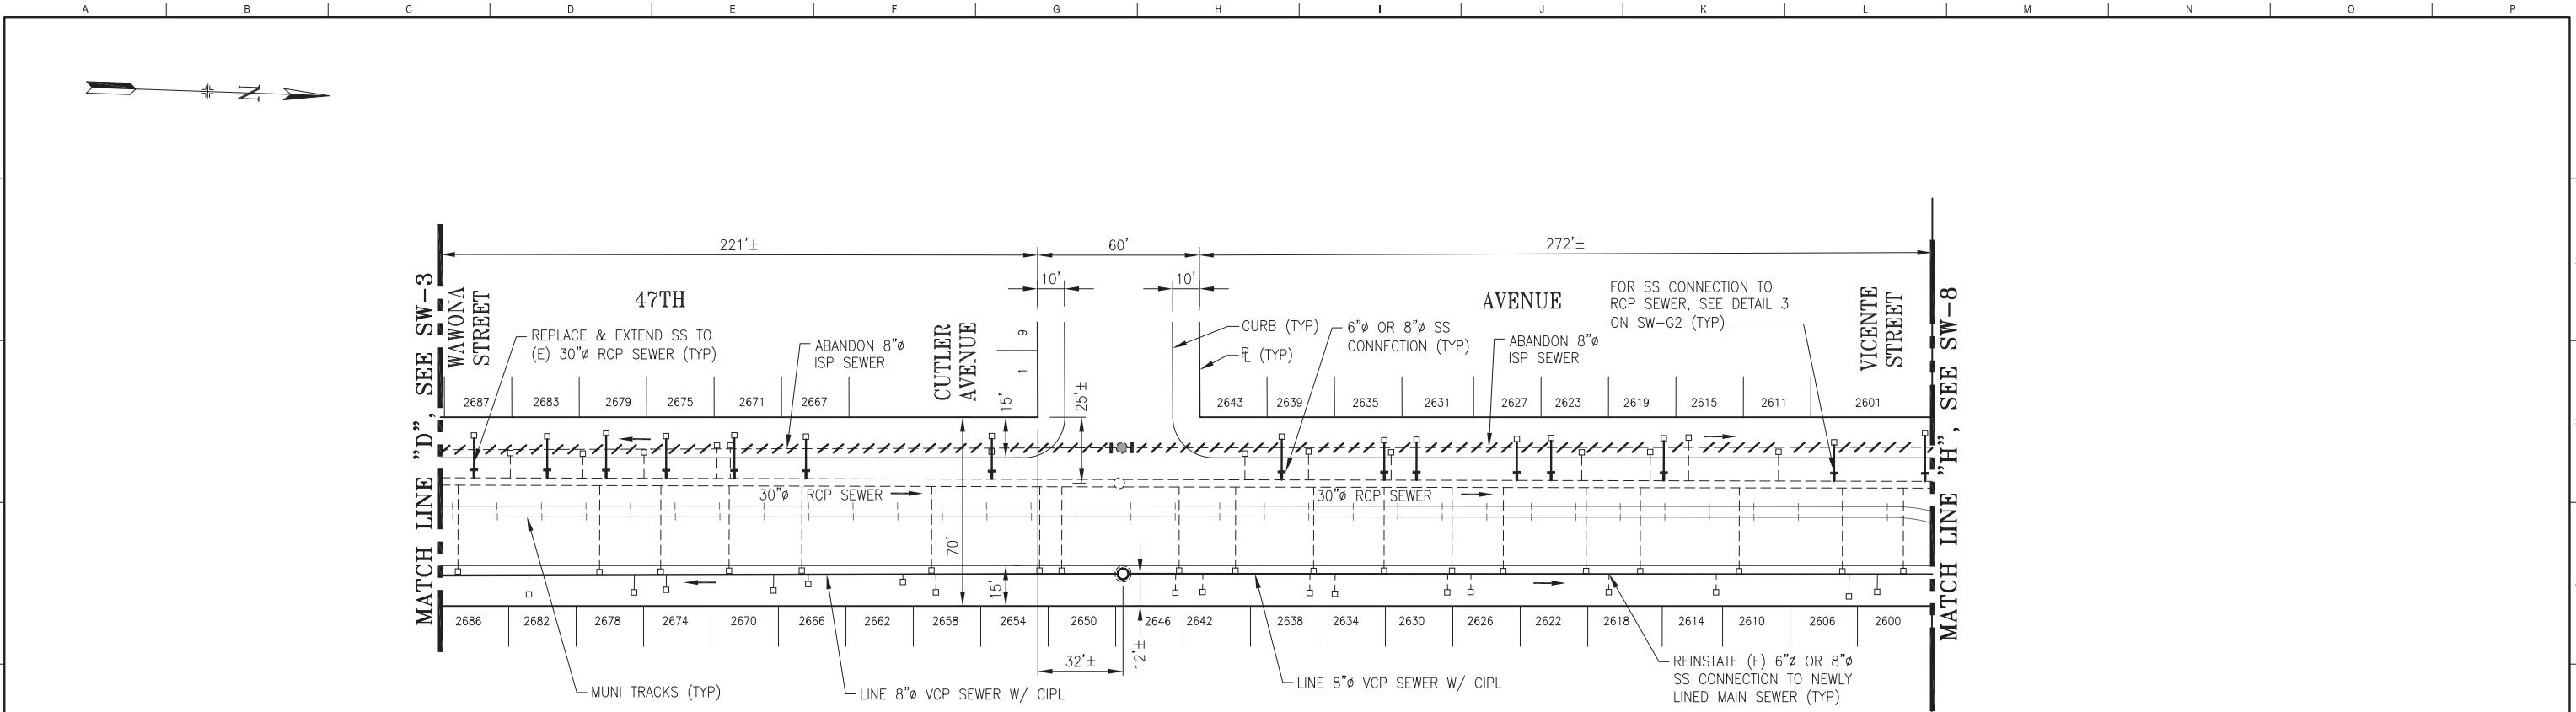 A B C D E F G H I J K L M N O P
N
221'± 60' 272'±
10' 10'
MATCH LINE "D", SEE SW-3
WAWONA
STREET
47TH
REPLACE & EXTEND SS TO
(E) 30"ø RCP SEWER (TYP)
ABANDON 8"ø
ISP SEWER
CUTLER
AVENUE
9
1
15'
25'±
CURB (TYP)
℄ (TYP)
6"ø OR 8"ø SS
CONNECTION (TYP)
AVENUE
ABANDON 8"ø
ISP SEWER
FOR SS CONNECTION TO
RCP SEWER, SEE DETAIL 3
ON SW-G2 (TYP)
VICENTE
STREET
MATCH LINE "H", SEE SW-8
2687 2683 2679 2675 2671 2667
2643 2639 2635 2631 2627 2623 2619 2615 2611 2601
30"ø RCP SEWER
30"ø RCP SEWER
70'
15'
12'±
32'±
2686 2682 2678 2674 2670 2666 2662 2658 2654 2650 2646 2642 2638 2634 2630 2626 2622 2618 2614 2610 2606 2600
MUNI TRACKS (TYP)
LINE 8"ø VCP SEWER W/ CIPL
LINE 8"ø VCP SEWER W/ CIPL
REINSTATE (E) 6"ø OR 8"ø
SS CONNECTION TO NEWLY
LINED MAIN SEWER (TYP)